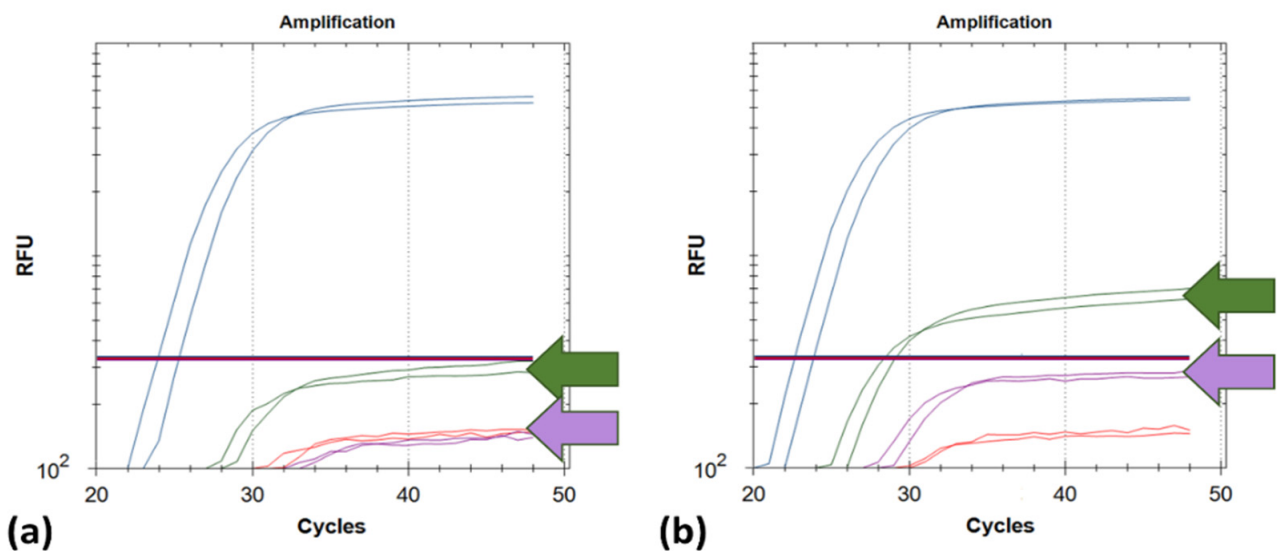 Amplification
RFU
10²
20 30 40 50
Cycles
(a)
Amplification
RFU
10²
20 30 40 50
Cycles
(b)